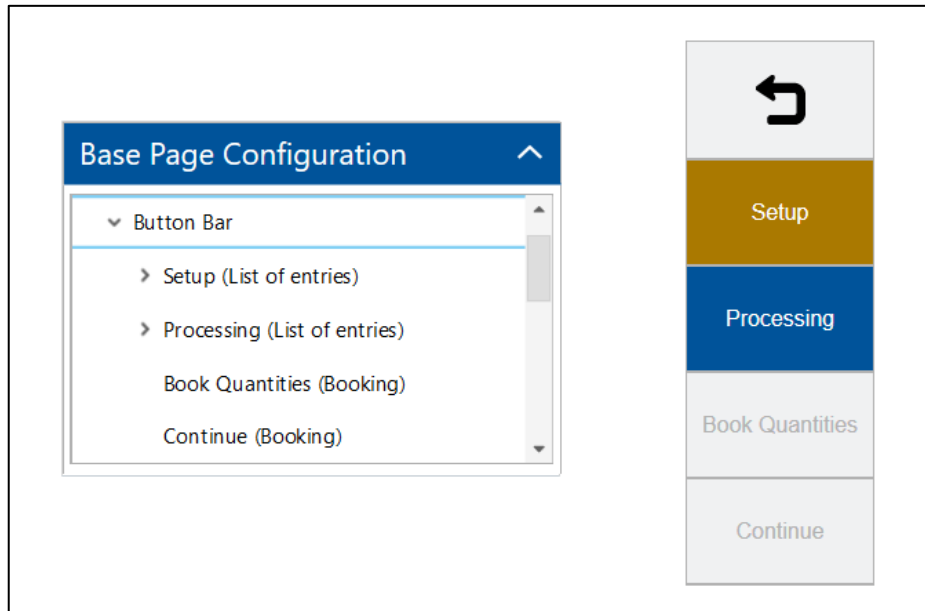 Base Page Configuration
Button Bar
Setup (List of entries)
Processing (List of entries)
Book Quantities (Booking)
Continue (Booking)
Setup
Processing
Book Quantities
Continue